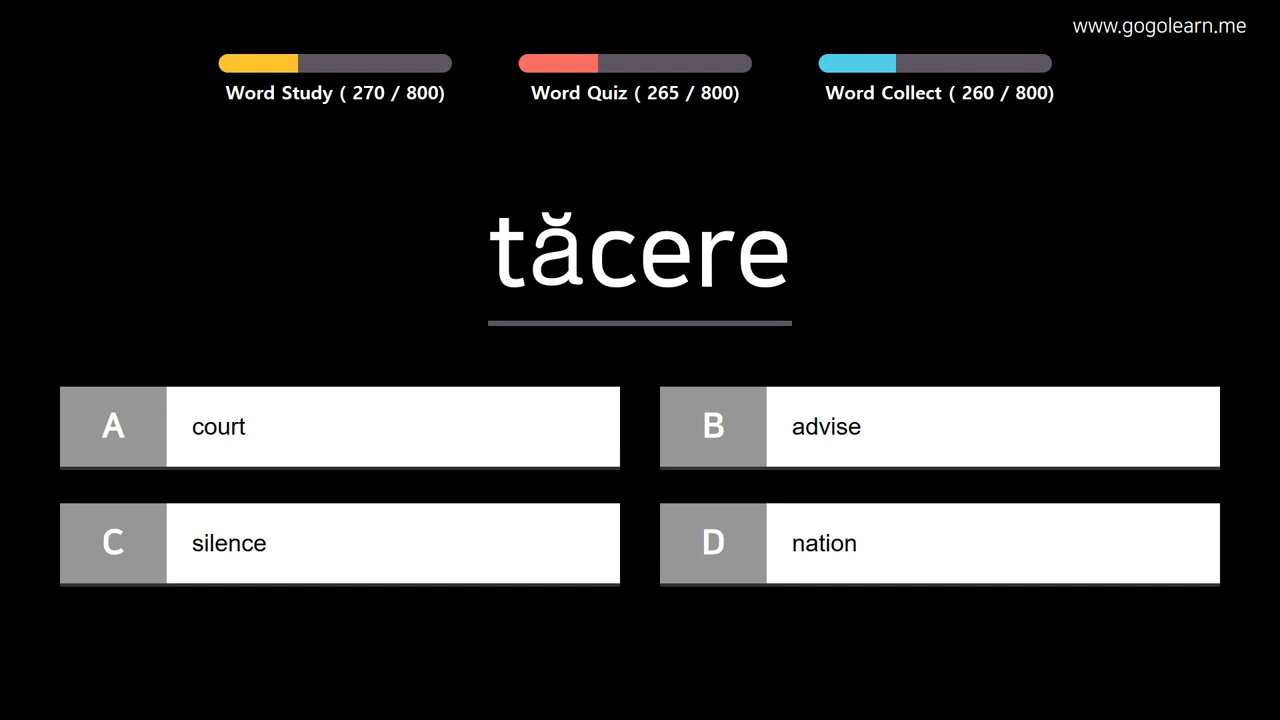 www.gogolearn.me
Word Study ( 270 / 800)
Word Quiz ( 265 / 800)
Word Collect ( 260 / 800)
tăcere
A court
B advise
C silence
D nation